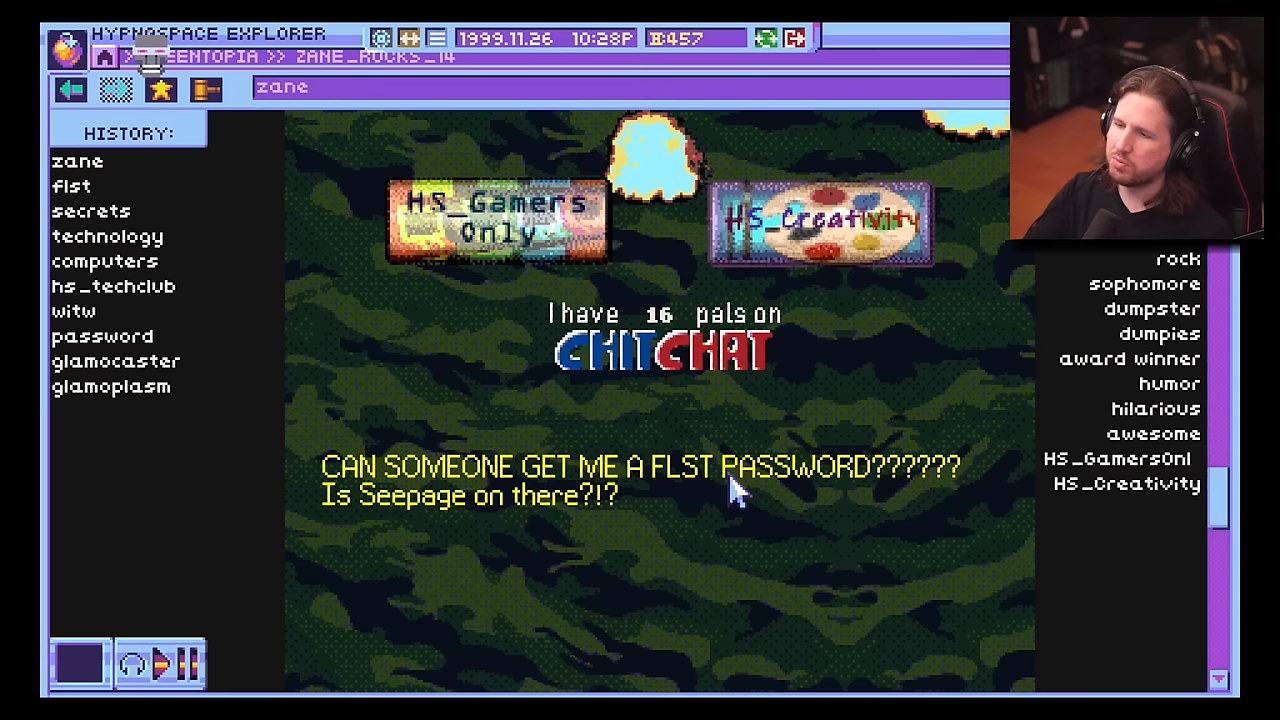 HYPNOSPACE EXPLORER
1999.11.26 10:28P
457
EENTOPIA >> ZANE_ROCKS_14
zane
HISTORY:
zane
flst
secrets
technology
computers
hs_techclub
witw
password
glamocaster
glamoplasm
HS_Gamers
Only
HS_Creativity
I have 16 pals on
CHITCHAT
CAN SOMEONE GET ME A FLST PASSWORD??????
Is Seepage on there?!?
rock
sophomore
dumpster
dumpies
award winner
humor
hilarious
awesome
HS_GamersOnl
HS_Creativity